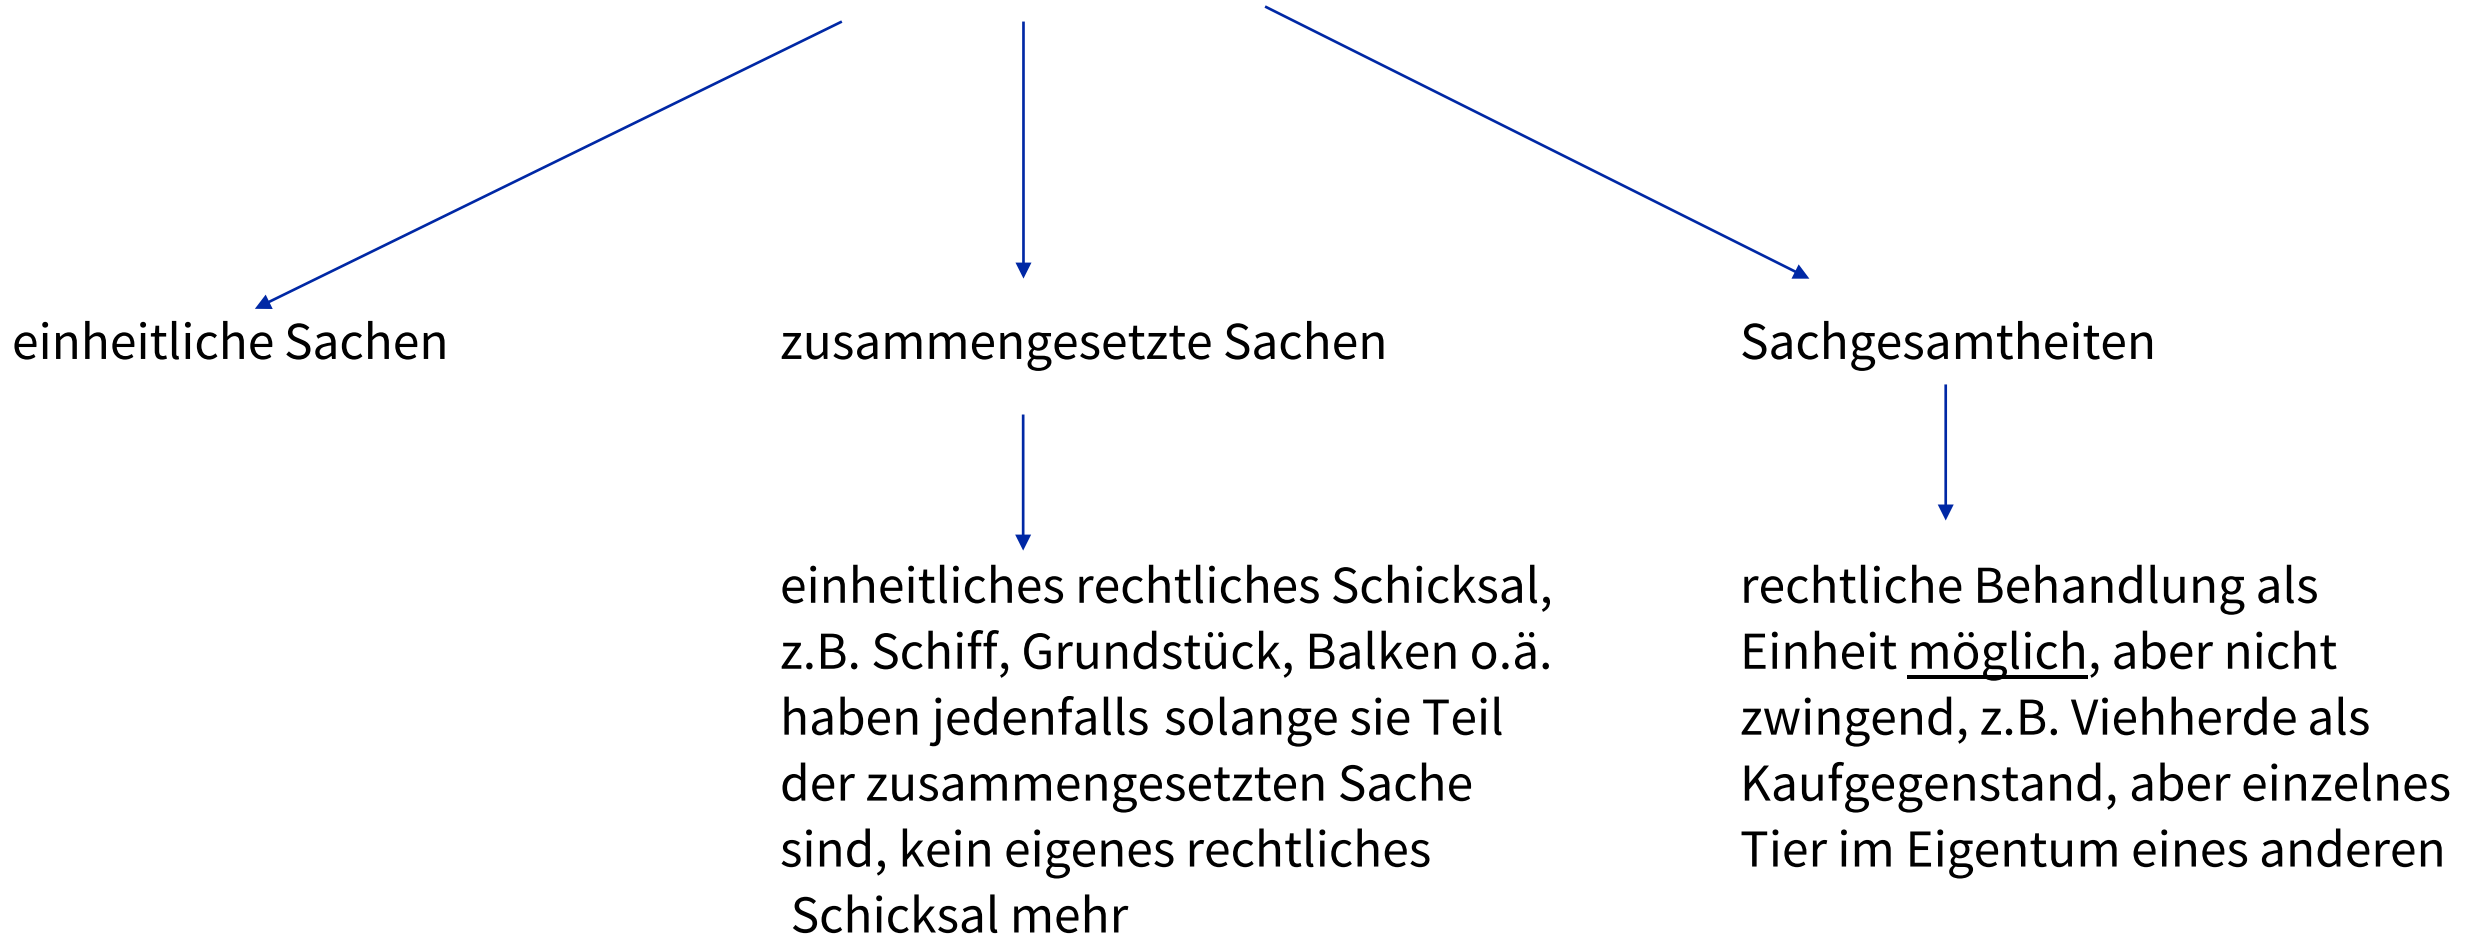 einheitliche Sachen
zusammengesetzte Sachen
Sachgesamtheiten
einheitliches rechtliches Schicksal,
z.B. Schiff, Grundstück, Balken o.ä.
haben jedenfalls solange sie Teil
der zusammengesetzten Sache
sind, kein eigenes rechtliches
Schicksal mehr
rechtliche Behandlung als
Einheit möglich, aber nicht
zwingend, z.B. Viehherde als
Kaufgegenstand, aber einzelnes
Tier im Eigentum eines anderen